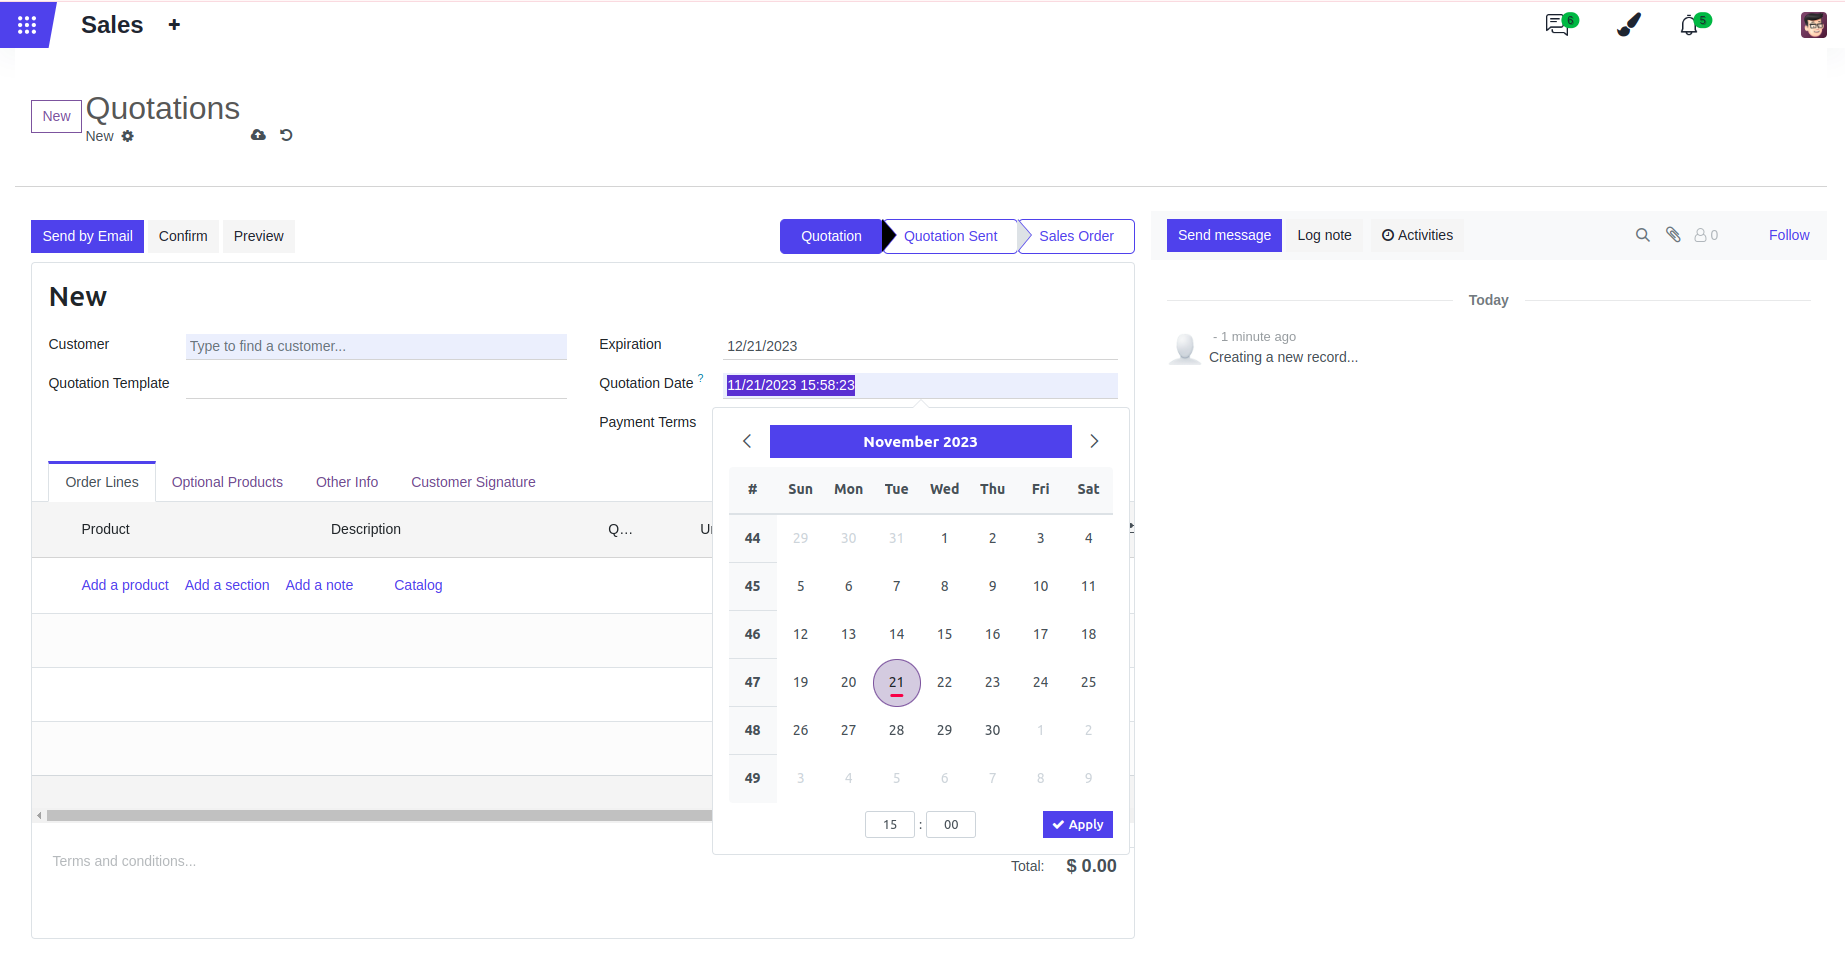 Sales +
6
5
New
Quotations
New
Send by Email Confirm Preview
Quotation Quotation Sent Sales Order
Send message Log note Activities 0 Follow
New
Today
Customer Type to find a customer...
Expiration 12/21/2023
- 1 minute ago
Creating a new record...
Quotation Template
Quotation Date ? 11/21/2023 15:58:23
Payment Terms
November 2023
Order Lines Optional Products Other Info Customer Signature
# Sun Mon Tue Wed Thu Fri Sat
Product Description Q...
44 29 30 31 1 2 3 4
Add a product Add a section Add a note Catalog
45 5 6 7 8 9 10 11
46 12 13 14 15 16 17 18
47 19 20 21 22 23 24 25
48 26 27 28 29 30 1 2
49 3 4 5 6 7 8 9
15 : 00 Apply
Terms and conditions...
Total: $ 0.00